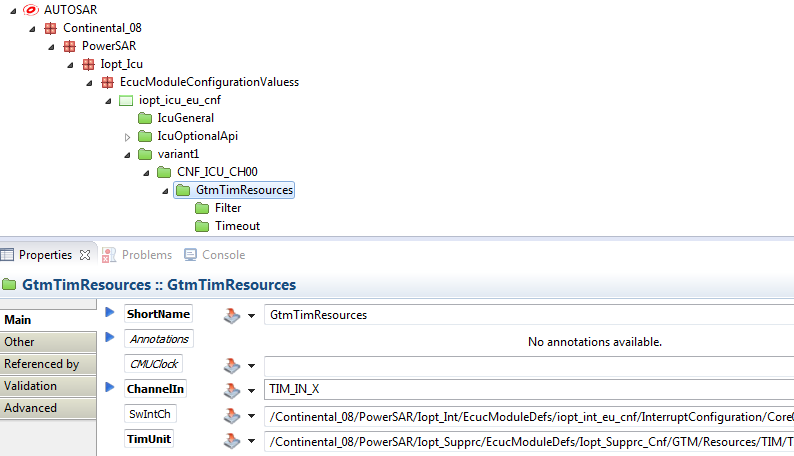 AUTOSAR
Continental_08
PowerSAR
Iopt_Icu
EcucModuleConfigurationValuess
iopt_icu_eu_cnf
IcuGeneral
IcuOptionalApi
variant1
CNF_ICU_CH00
GtmTimResources
Filter
Timeout
Properties Problems Console
GtmTimResources :: GtmTimResources
Main
Other
Referenced by
Validation
Advanced
ShortName GtmTimResources
Annotations No annotations available.
CMUClock
ChannelIn TIM_IN_X
SwIntCh /Continental_08/PowerSAR/Iopt_Int/EcucModuleDefs/iopt_int_eu_cnf/InterruptConfiguration/Core
TimUnit /Continental_08/PowerSAR/Iopt_Supprc/EcucModuleDefs/Iopt_Supprc_Cnf/GTM/Resources/TIM/T